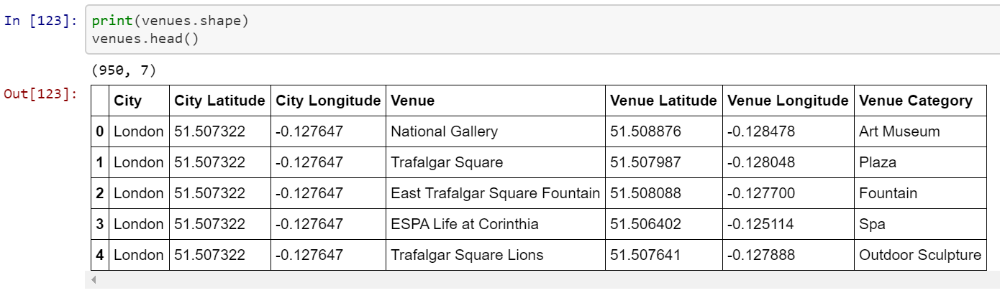 In [123]: print(venues.shape)
venues.head()
(950, 7)
Out[123]:
City City Latitude City Longitude Venue Venue Latitude Venue Longitude Venue Category
0 London 51.507322 -0.127647 National Gallery 51.508876 -0.128478 Art Museum
1 London 51.507322 -0.127647 Trafalgar Square 51.507987 -0.128048 Plaza
2 London 51.507322 -0.127647 East Trafalgar Square Fountain 51.508088 -0.127700 Fountain
3 London 51.507322 -0.127647 ESPA Life at Corinthia 51.506402 -0.125114 Spa
4 London 51.507322 -0.127647 Trafalgar Square Lions 51.507641 -0.127888 Outdoor Sculpture